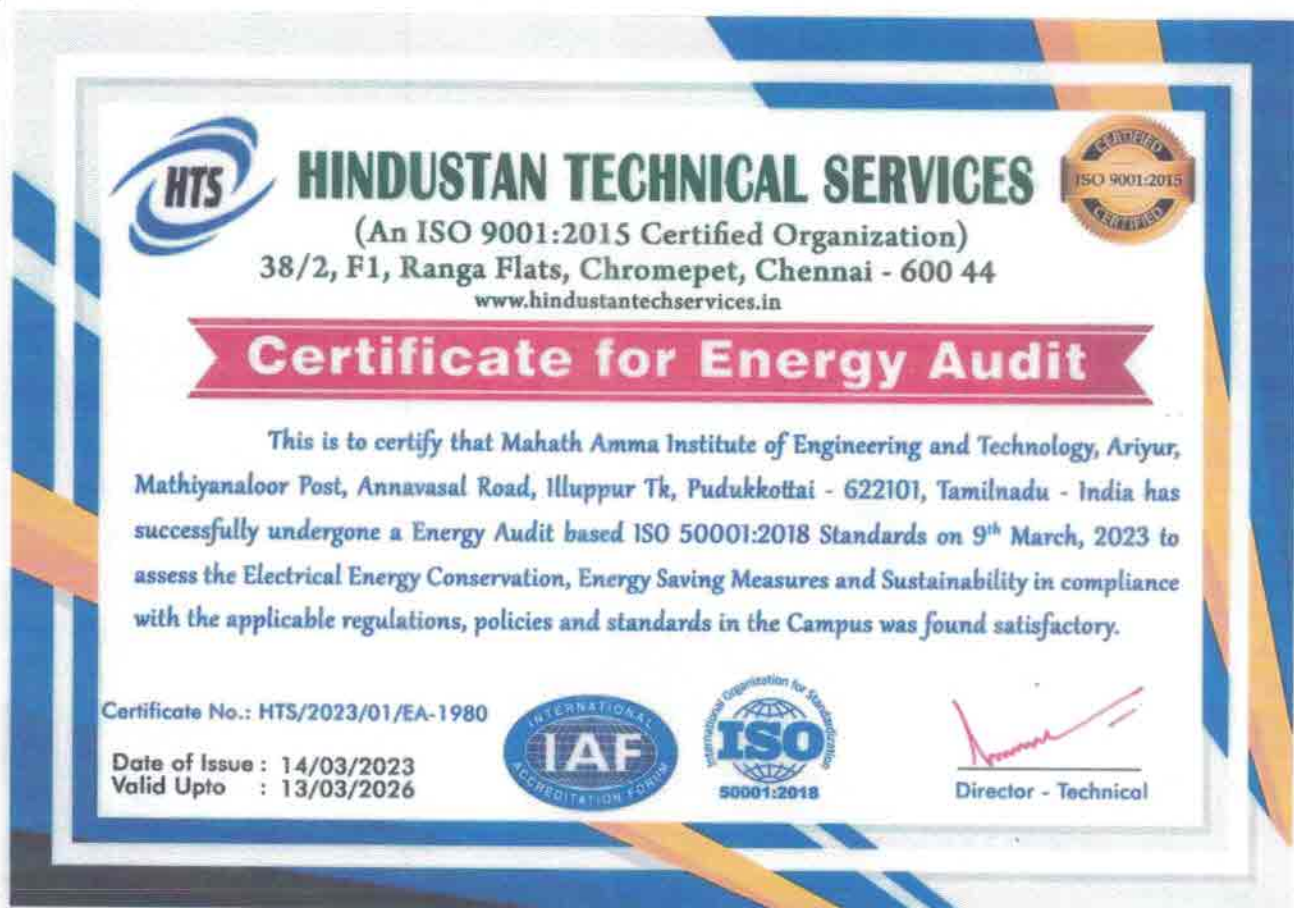 HTS
HINDUSTAN TECHNICAL SERVICES
CERTIFIED
ISO 9001:2015
CERTIFIED
(An ISO 9001:2015 Certified Organization)
38/2, F1, Ranga Flats, Chromepet, Chennai - 600 44
www.hindustantechservices.in
Certificate for Energy Audit
This is to certify that Mahath Amma Institute of Engineering and Technology, Ariyur,
Mathiyanaloor Post, Annavasal Road, Illuppur Tk, Pudukkottai - 622101, Tamilnadu - India has
successfully undergone a Energy Audit based ISO 50001:2018 Standards on 9th March, 2023 to
assess the Electrical Energy Conservation, Energy Saving Measures and Sustainability in compliance
with the applicable regulations, policies and standards in the Campus was found satisfactory.
Certificate No.: HTS/2023/01/EA-1980
Date of Issue : 14/03/2023
Valid Upto : 13/03/2026
INTERNATIONAL
IAF
ACCREDITATION FORUM
International Organization for Standardization
ISO
50001:2018
Director - Technical